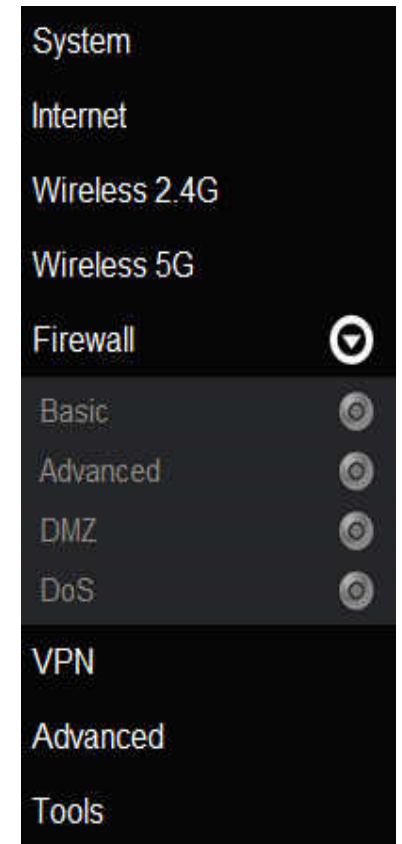 System
Internet
Wireless 2.4G
Wireless 5G
Firewall
Basic
Advanced
DMZ
DoS
VPN
Advanced
Tools